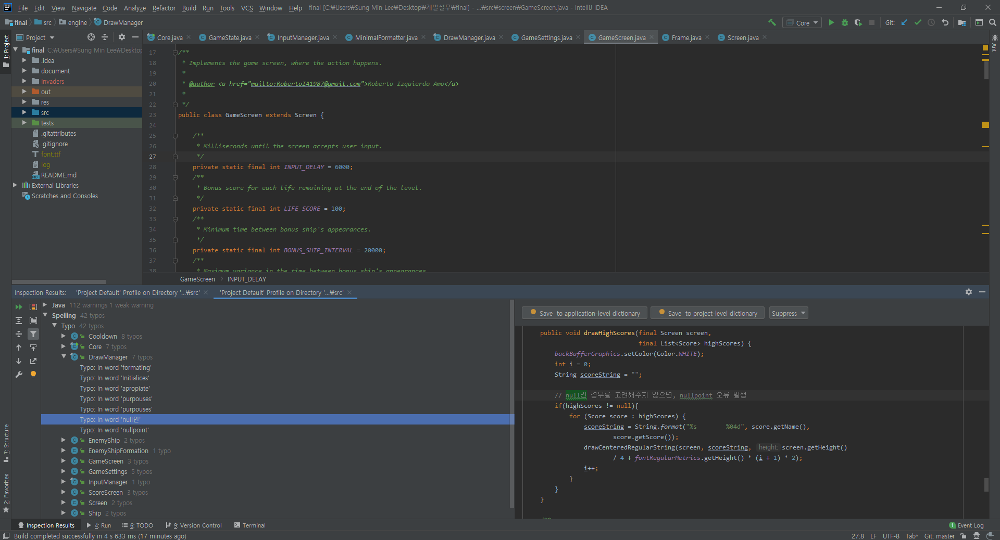 File Edit View Navigate Code Analyze Refactor Build Run Tools VCS Window Help final [C:₩Users₩Sung Min Lee₩Desktop₩개발실무₩final] - ...₩src₩screen₩GameScreen.java - IntelliJ IDEA
final src engine DrawManager Core Git:
Project Core.java GameState.java InputManager.java MinimalFormatter.java DrawManager.java GameSettings.java GameScreen.java Frame.java Screen.java
1: Project
Ant
final C:₩Users₩Sung Min Lee₩Desktop
.idea
document
Invaders
out
res
src
tests
.gitattributes
.gitignore
font.ttf
log
README.md
External Libraries
Scratches and Consoles
17 /**
18 * Implements the game screen, where the action happens.
19 *
20 * @author <a href="mailto:RobertoIA1987@gmail.com">Roberto Izquierdo Amo</a>
21 *
22 */
23 public class GameScreen extends Screen {
24
25 /**
26 * Milliseconds until the screen accepts user input.
27 */
28 private static final int INPUT_DELAY = 6000;
29 /**
30 * Bonus score for each life remaining at the end of the level.
31 */
32 private static final int LIFE_SCORE = 100;
33 /**
34 * Minimum time between bonus ship's appearances.
35 */
36 private static final int BONUS_SHIP_INTERVAL = 20000;
37 /**
38 * Maximum variance in the time between bonus ship's appearances
GameScreen INPUT_DELAY
Inspection Results: 'Project Default' Profile on Directory '...₩src' 'Project Default' Profile on Directory '...₩src'
Java 112 warnings 1 weak warning
Spelling 42 typos
Typo 42 typos
Cooldown 8 typos
Core 7 typos
DrawManager 7 typos
Typo: In word 'formating'
Typo: In word 'Initialices'
Typo: In word 'apropiate'
Typo: In word 'purpouses'
Typo: In word 'purpouses'
Typo: In word 'null인'
Typo: In word 'nullpoint'
EnemyShip 2 typos
EnemyShipFormation 1 typo
GameScreen 3 typos
GameSettings 5 typos
InputManager 1 typo
ScoreScreen 3 typos
Screen 2 typos
Ship 2 typos
7: Structure
2: Favorites
Save to application-level dictionary Save to project-level dictionary Suppress
public void drawHighScores(final Screen screen,
final List<Score> highScores) {
backBufferGraphics.setColor(Color.WHITE);
int i = 0;
String scoreString = "";
// null인 경우를 고려해주지 않으면, nullpoint 오류 발생
if(highScores != null){
for (Score score : highScores) {
scoreString = String.format("%s        %04d", score.getName(),
score.getScore());
drawCenteredRegularString(screen, scoreString, height: screen.getHeight()
/ 4 + fontRegularMetrics.getHeight() * (i + 1) * 2);
i++;
}
}
}
/**
Inspection Results 4: Run 6: TODO 9: Version Control Terminal 1 Event Log
Build completed successfully in 4 s 633 ms (17 minutes ago) 27:8 LF UTF-8 Tab* Git: master